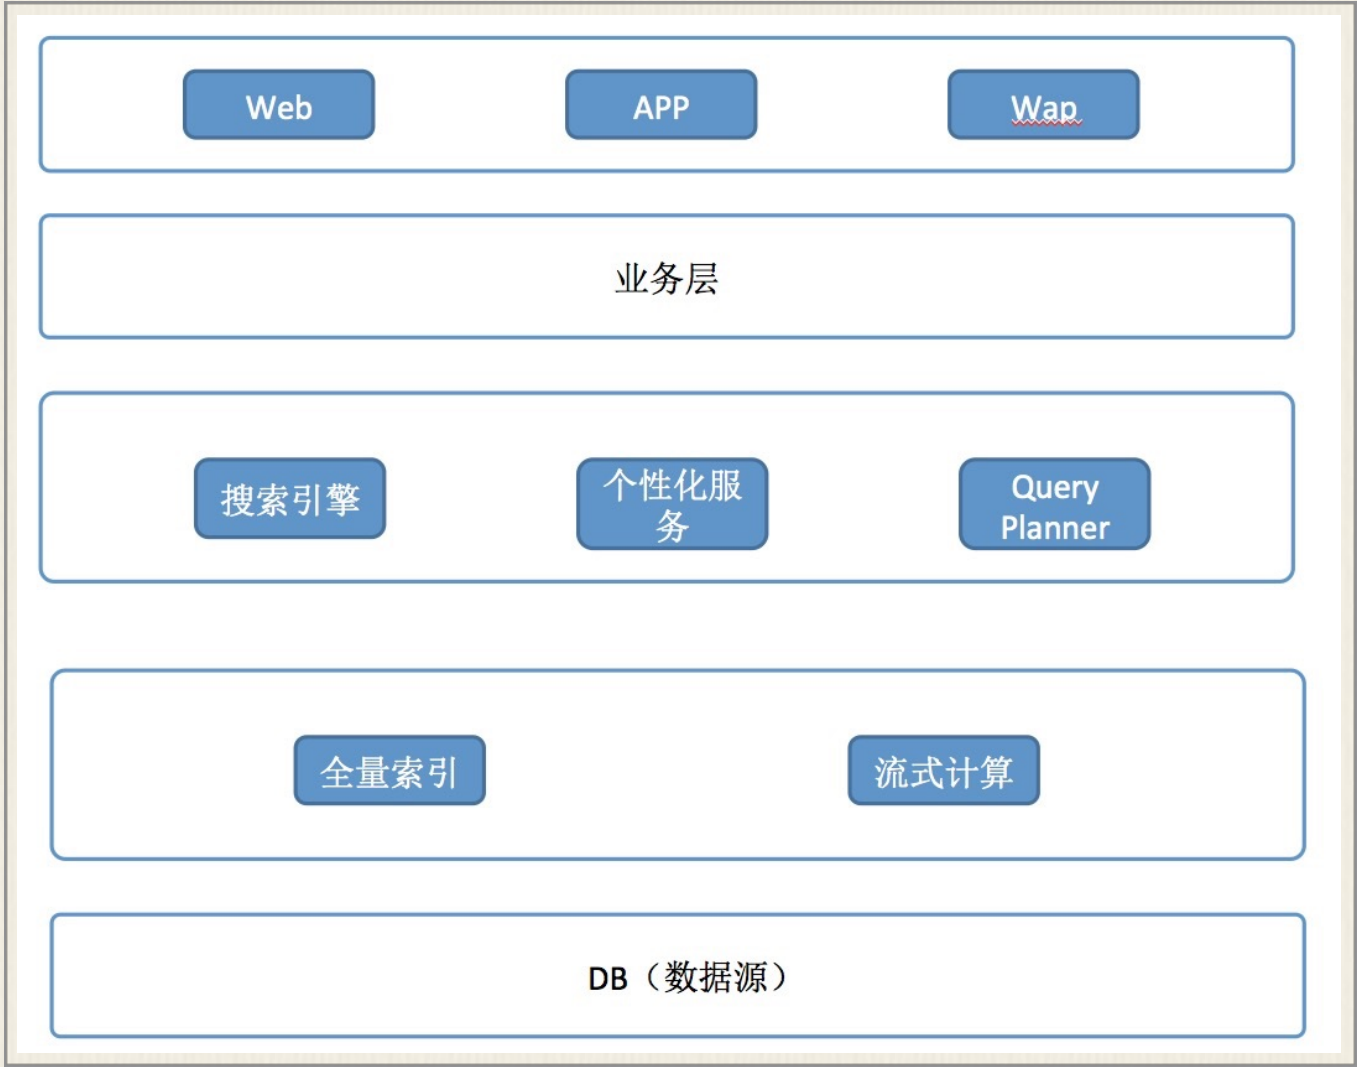 Web
APP
Wap
业务层
搜索引擎
个性化服
务
Query
Planner
全量索引
流式计算
DB（数据源）